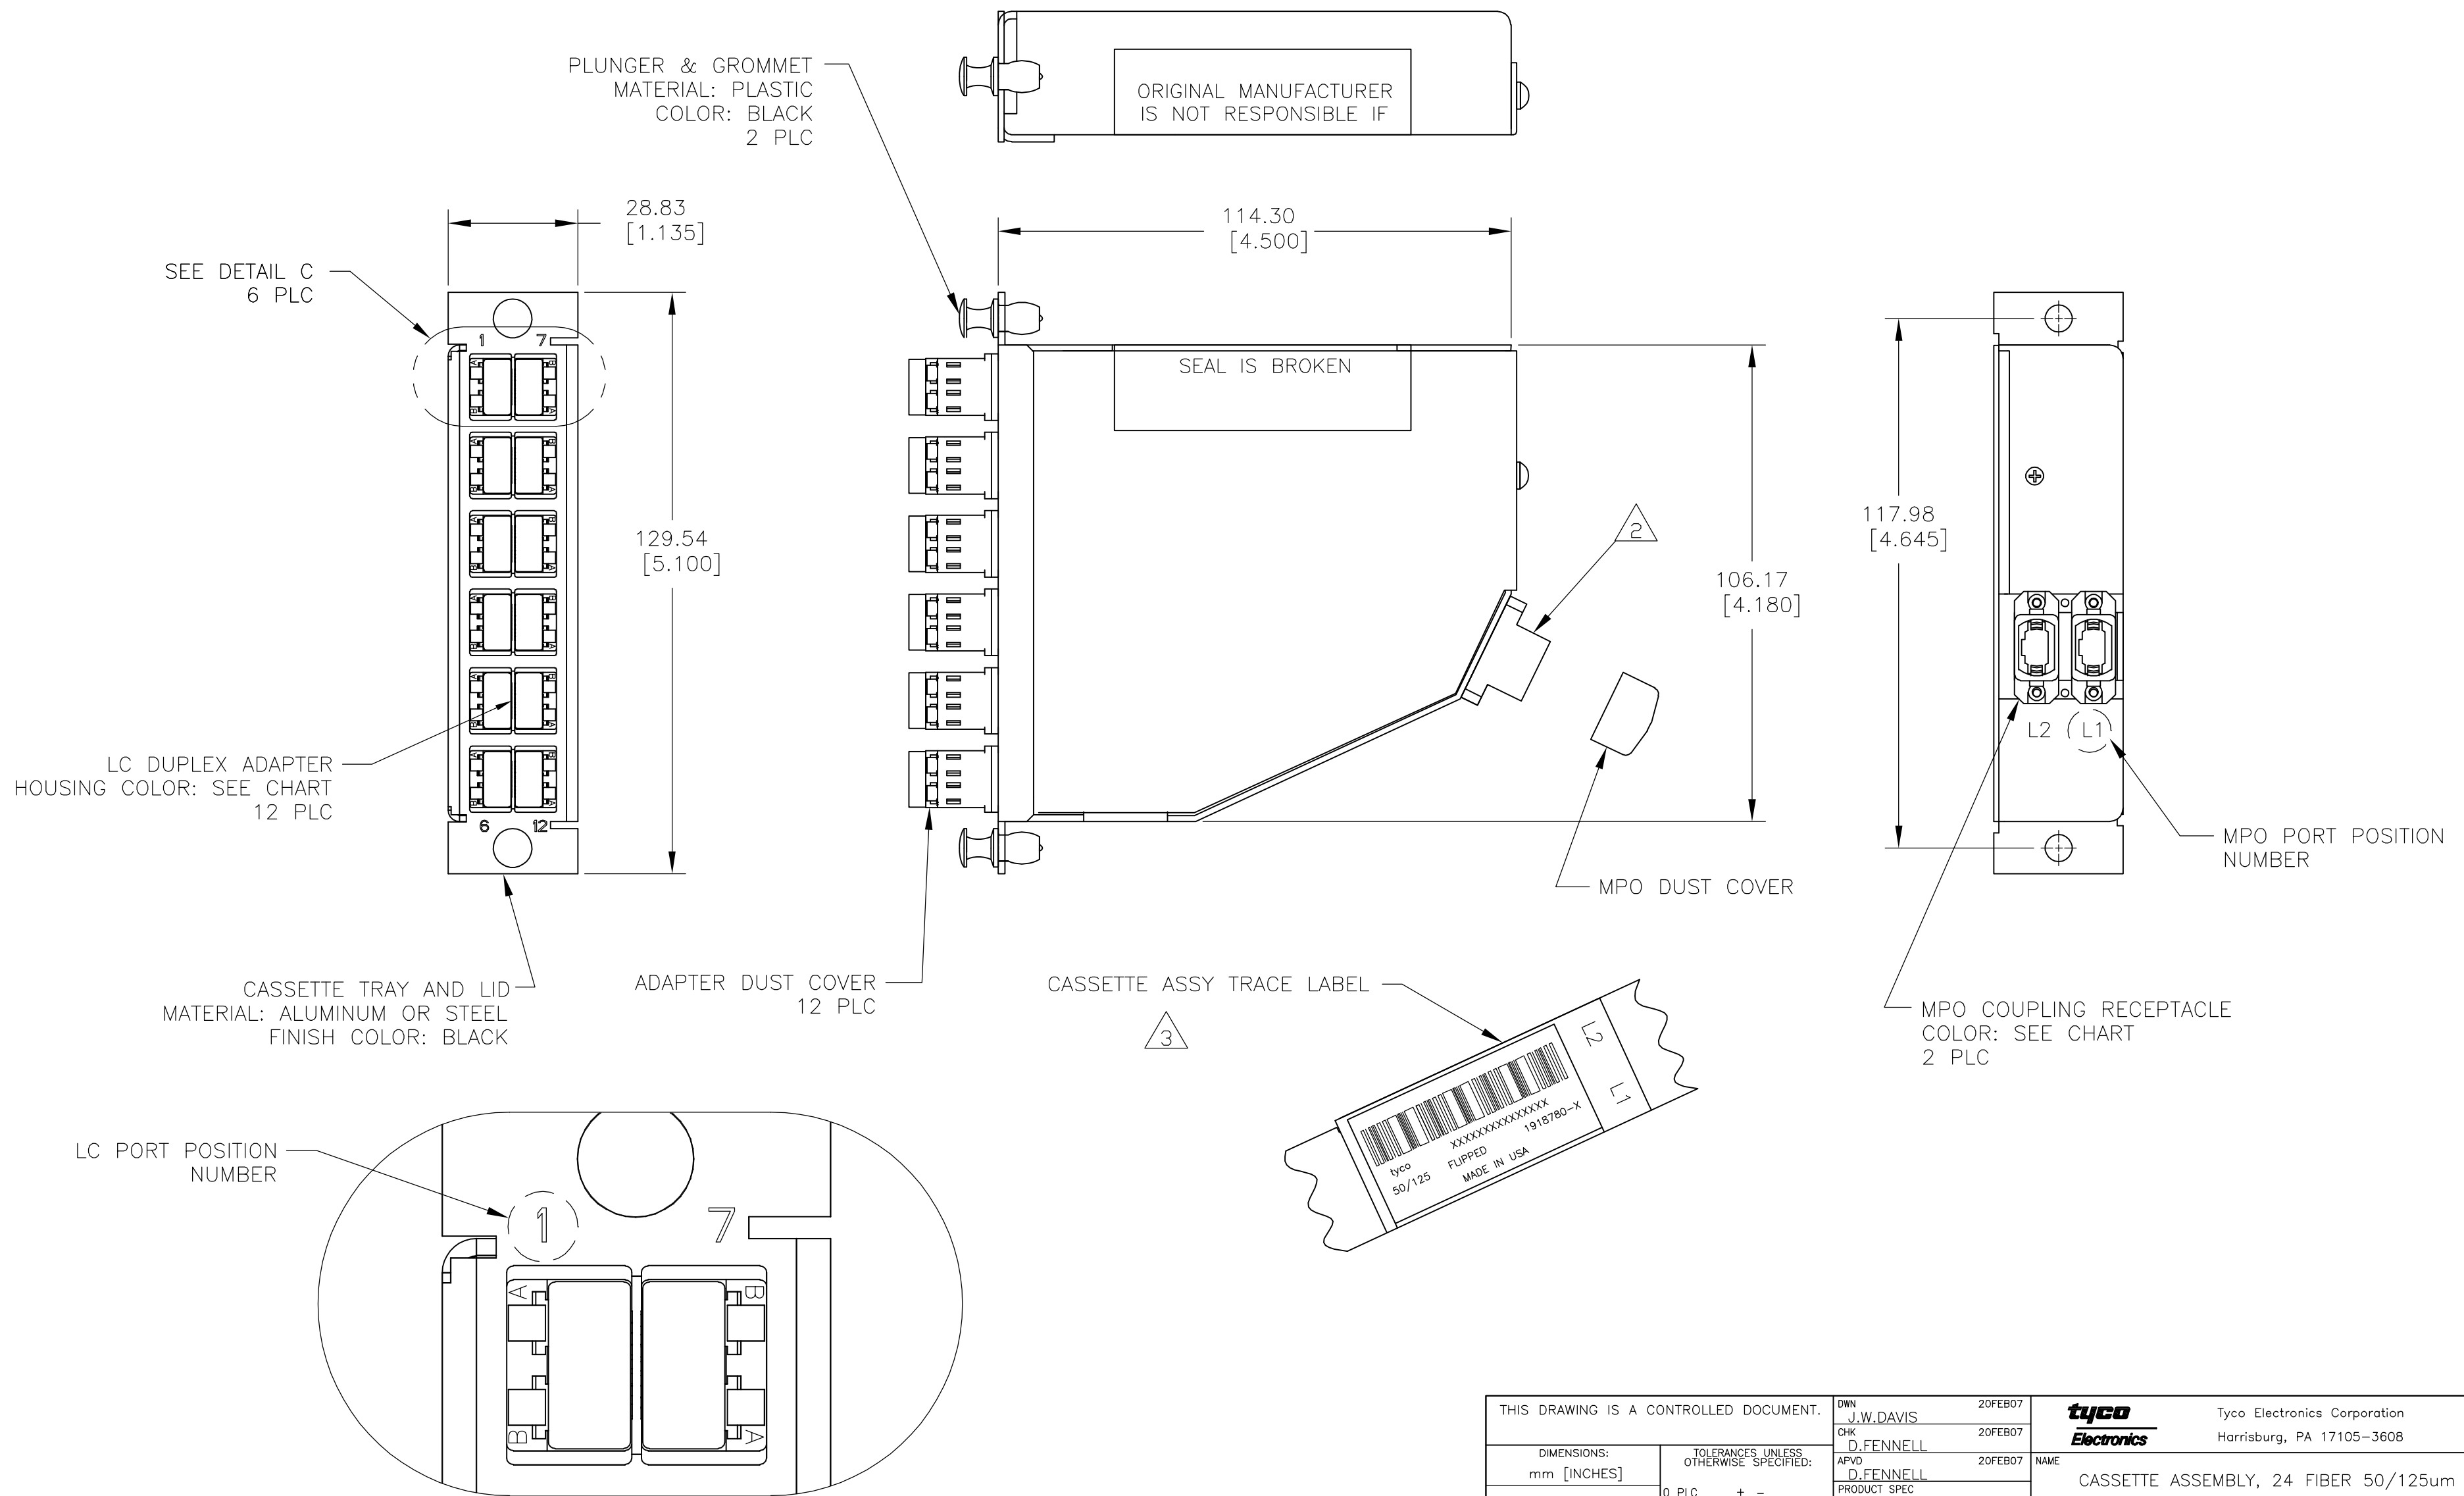 PLUNGER & GROMMET
MATERIAL: PLASTIC
COLOR: BLACK
2 PLC
ORIGINAL MANUFACTURER
IS NOT RESPONSIBLE IF
28.83
[1.135]
114.30
[4.500]
SEE DETAIL C
6 PLC
1 7
A B
B A
A B
B A
A B
B A
A B
B A
A B
B A
A B
B A
6 12
SEAL IS BROKEN
129.54
[5.100]
2
117.98
[4.645]
106.17
[4.180]
L2 L1
LC DUPLEX ADAPTER
HOUSING COLOR: SEE CHART
12 PLC
MPO PORT POSITION
NUMBER
MPO DUST COVER
CASSETTE TRAY AND LID
MATERIAL: ALUMINUM OR STEEL
FINISH COLOR: BLACK
ADAPTER DUST COVER
12 PLC
CASSETTE ASSY TRACE LABEL
3
MPO COUPLING RECEPTACLE
COLOR: SEE CHART
2 PLC
L2
L1
XXXXXXXXXXXXXXX
tyco FLIPPED 1918780-X
50/125 MADE IN USA
LC PORT POSITION
NUMBER
1 7
A B
B A
THIS DRAWING IS A CONTROLLED DOCUMENT.
DIMENSIONS:
mm [INCHES]
TOLERANCES UNLESS
OTHERWISE SPECIFIED:
0 PLC + -
DWN 20FEB07
J.W.DAVIS
CHK 20FEB07
D.FENNELL
APVD 20FEB07
D.FENNELL
PRODUCT SPEC
tyco
Electronics
Tyco Electronics Corporation
Harrisburg, PA 17105-3608
NAME
CASSETTE ASSEMBLY, 24 FIBER 50/125um